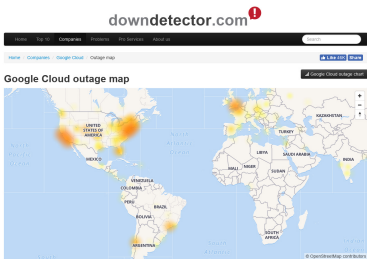 downdetector.com!
Home Top 10 Companies Problems Pro Services About us Search
Home Companies Google Cloud Outage map Like 31K Share
Google Cloud outage chart
Google Cloud outage map
UNITED
STATES OF
AMERICA
MEXICO
VENEZUELA
COLOMBIA
PERU
BRAZIL
BOLIVIA
ARGENTINA
KAZAKHSTAN
TURKEY
LIBYA
SAUDI ARABIA
MALI NIGER
SUDAN
INDIA
SOUTH
AFRICA
+
−
© OpenStreetMap contributors